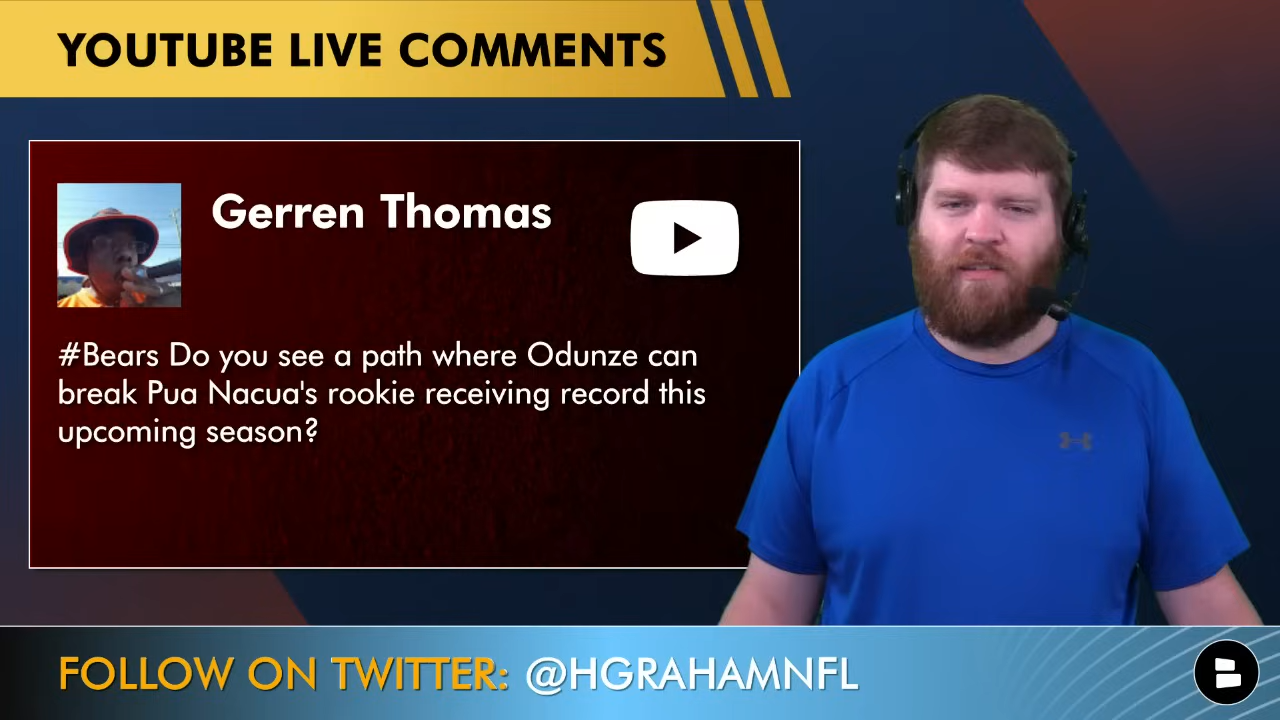 YOUTUBE LIVE COMMENTS
Gerren Thomas
#Bears Do you see a path where Odunze can
break Pua Nacua's rookie receiving record this
upcoming season?
FOLLOW ON TWITTER: @HGRAHAMNFL